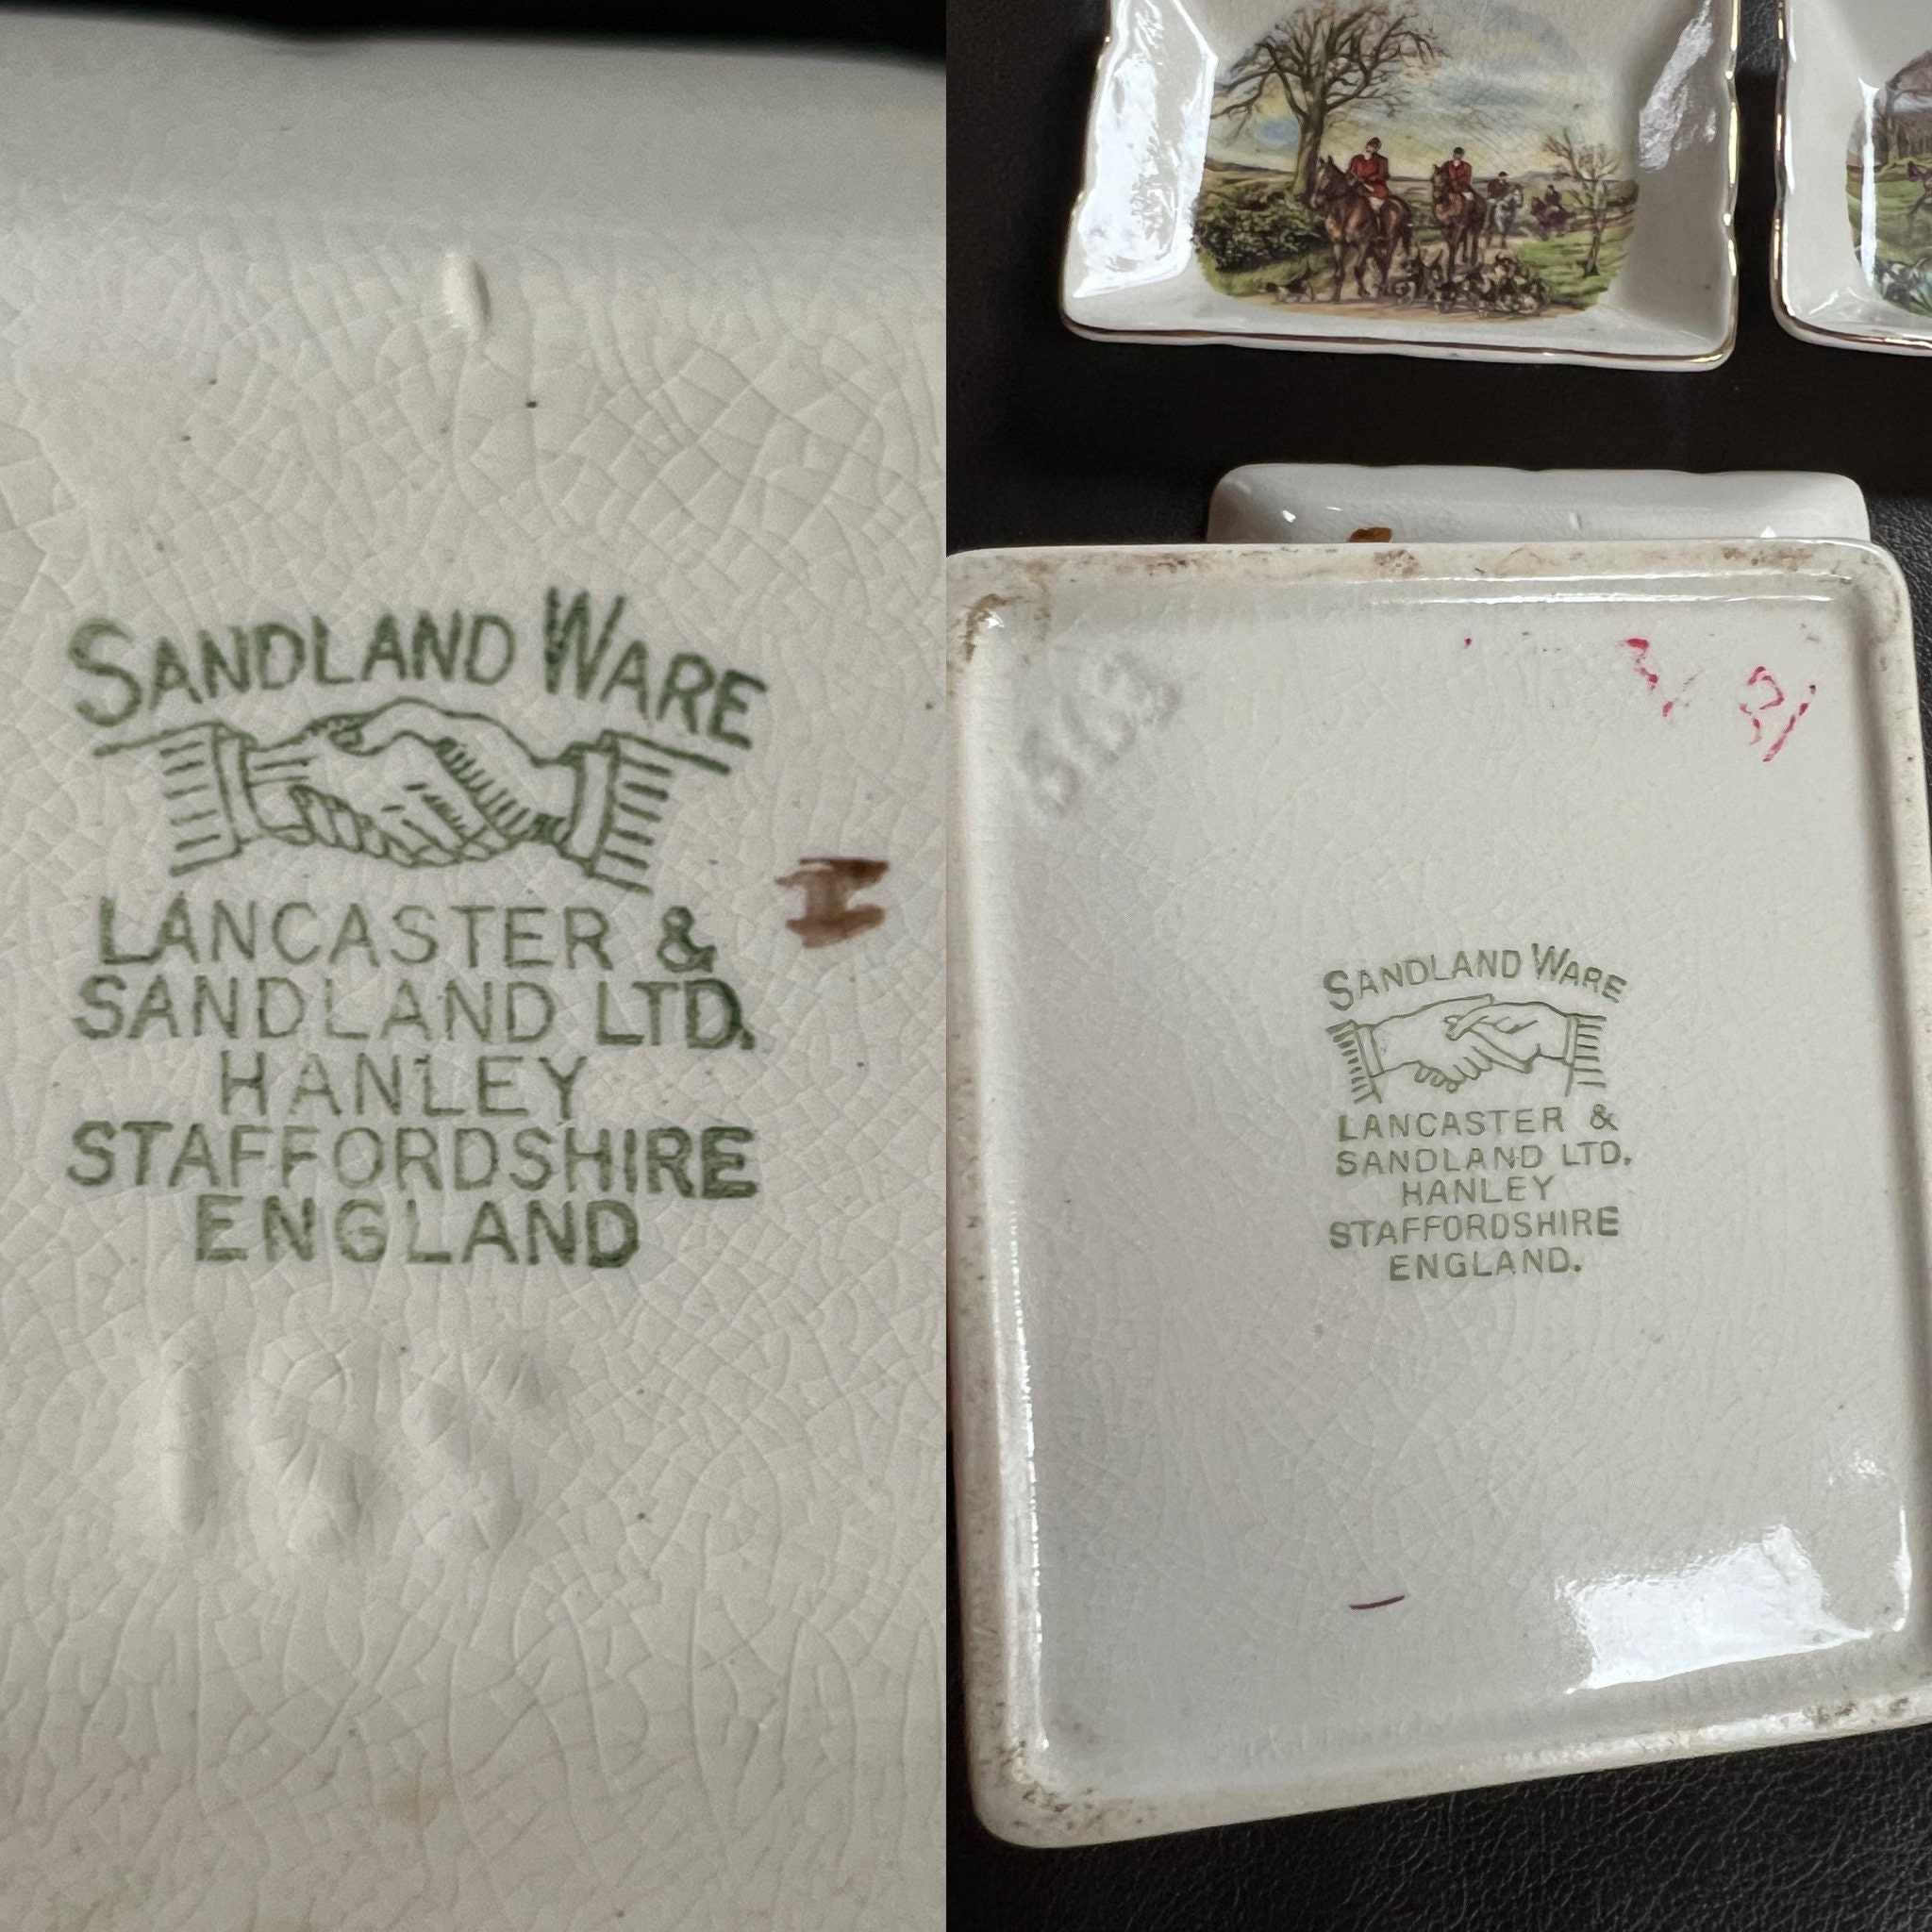 SANDLAND WARE
LANCASTER &
SANDLAND LTD.
HANLEY
STAFFORDSHIRE
ENGLAND
SANDLAND WARE
LANCASTER &
SANDLAND LTD.
HANLEY
STAFFORDSHIRE
ENGLAND.